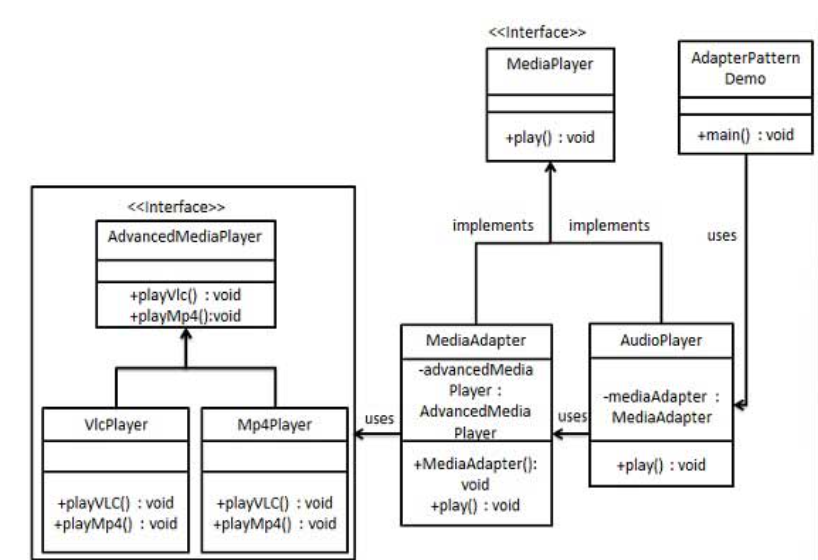 <<Interface>>
MediaPlayer
+play() : void
AdapterPattern
Demo
+main() : void
implements
implements
uses
<<Interface>>
AdvancedMediaPlayer
+playVlc() : void
+playMp4():void
VlcPlayer
+playVLC() : void
+playMp4() : void
Mp4Player
+playVLC() : void
+playMp4() : void
uses
MediaAdapter
-advancedMedia
Player :
AdvancedMedia
Player
+MediaAdapter():
void
+play() : void
uses
AudioPlayer
-mediaAdapter :
MediaAdapter
+play() : void